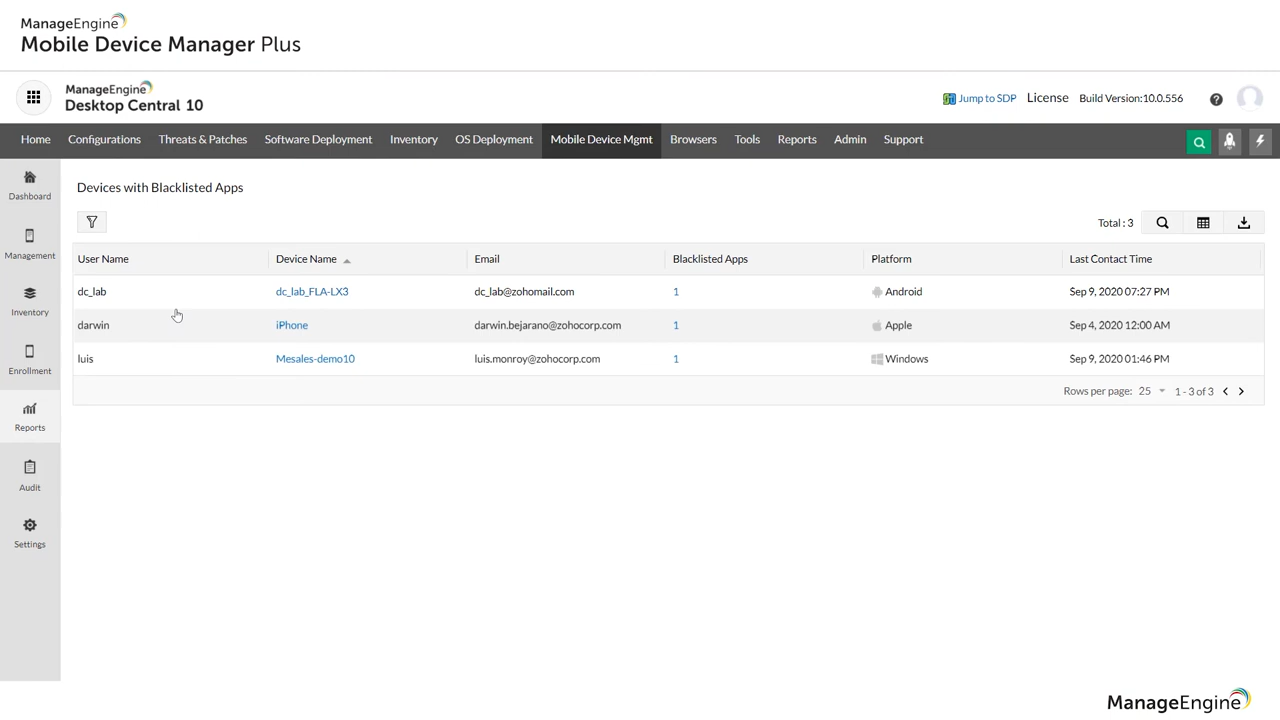 ManageEngine
Mobile Device Manager Plus
ManageEngine
Desktop Central 10
Jump to SDP License Build Version:10.0.556
Home Configurations Threats & Patches Software Deployment Inventory OS Deployment Mobile Device Mgmt Browsers Tools Reports Admin Support
Dashboard
Management
Inventory
Enrollment
Reports
Audit
Settings
Devices with Blacklisted Apps
Total : 3
User Name Device Name Email Blacklisted Apps Platform Last Contact Time
dc_lab dc_lab_FLA-LX3 dc_lab@zohomail.com 1 Android Sep 9, 2020 07:27 PM
darwin iPhone darwin.bejarano@zohocorp.com 1 Apple Sep 4, 2020 12:00 AM
luis Mesales-demo10 luis.monroy@zohocorp.com 1 Windows Sep 9, 2020 01:46 PM
Rows per page: 25 1 - 3 of 3
ManageEngine